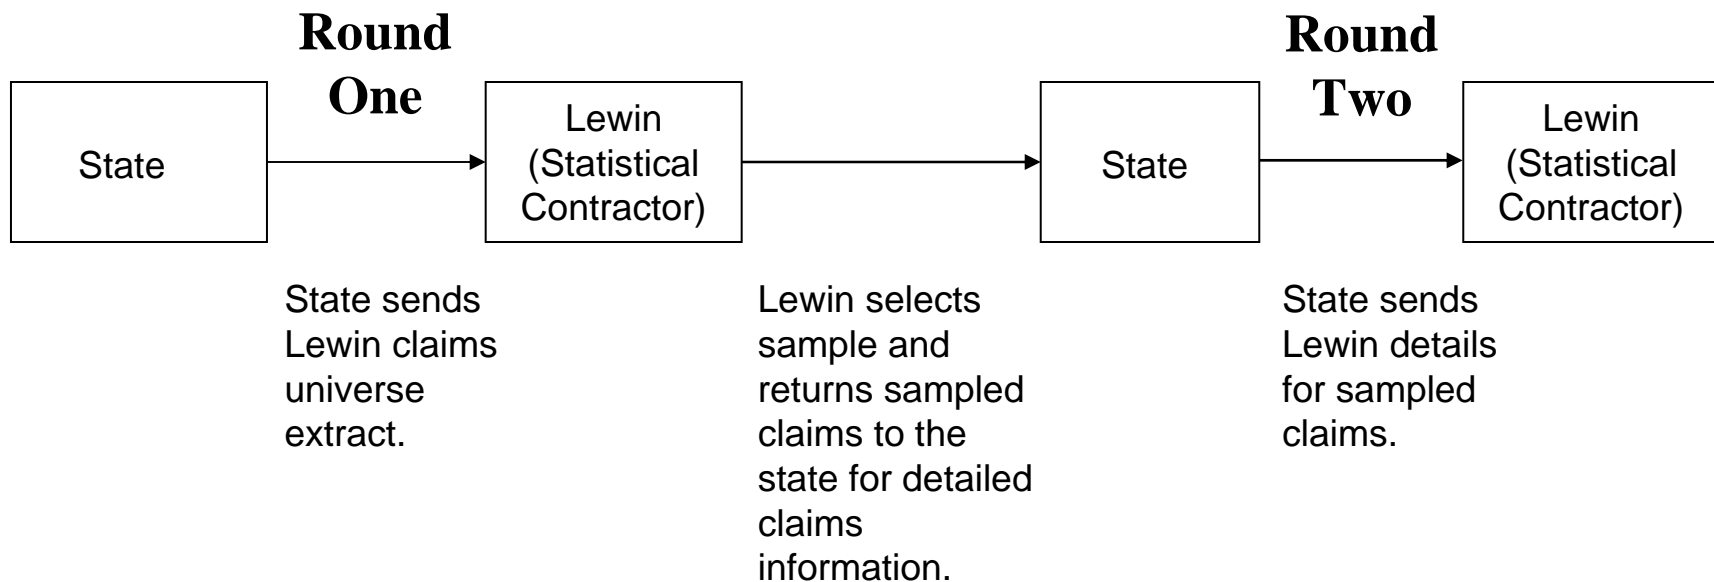 Round
One
Round
Two
State
Lewin
(Statistical
Contractor)
State
Lewin
(Statistical
Contractor)
State sends
Lewin claims
universe
extract.
Lewin selects
sample and
returns sampled
claims to the
state for detailed
claims
information.
State sends
Lewin details
for sampled
claims.